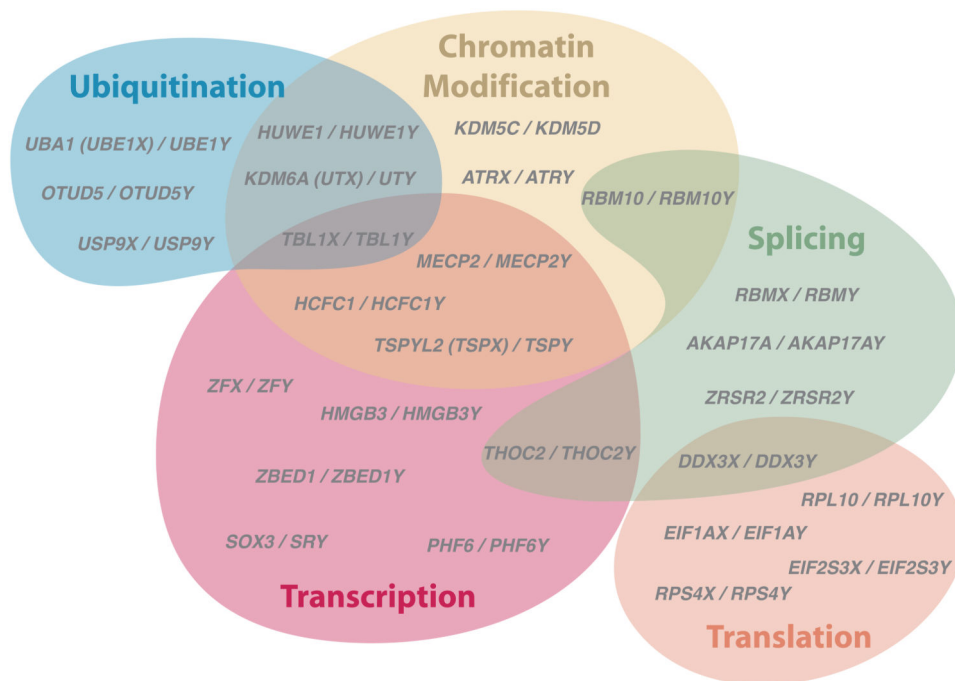 Chromatin
Modification
Ubiquitination
HUWE1 / HUWE1Y
KDM5C / KDM5D
UBA1 (UBE1X) / UBE1Y
KDM6A (UTX) / UTY
ATRX / ATRY
OTUD5 / OTUD5Y
RBM10 / RBM10Y
USP9X / USP9Y
TBL1X / TBL1Y
Splicing
MECP2 / MECP2Y
RBMX / RBMY
HCFC1 / HCFC1Y
TSPYL2 (TSPX) / TSPY
AKAP17A / AKAP17AY
ZFX / ZFY
HMGB3 / HMGB3Y
ZRSR2 / ZRSR2Y
THOC2 / THOC2Y
DDX3X / DDX3Y
ZBED1 / ZBED1Y
RPL10 / RPL10Y
EIF1AX / EIF1AY
SOX3 / SRY
PHF6 / PHF6Y
EIF2S3X / EIF2S3Y
RPS4X / RPS4Y
Transcription
Translation